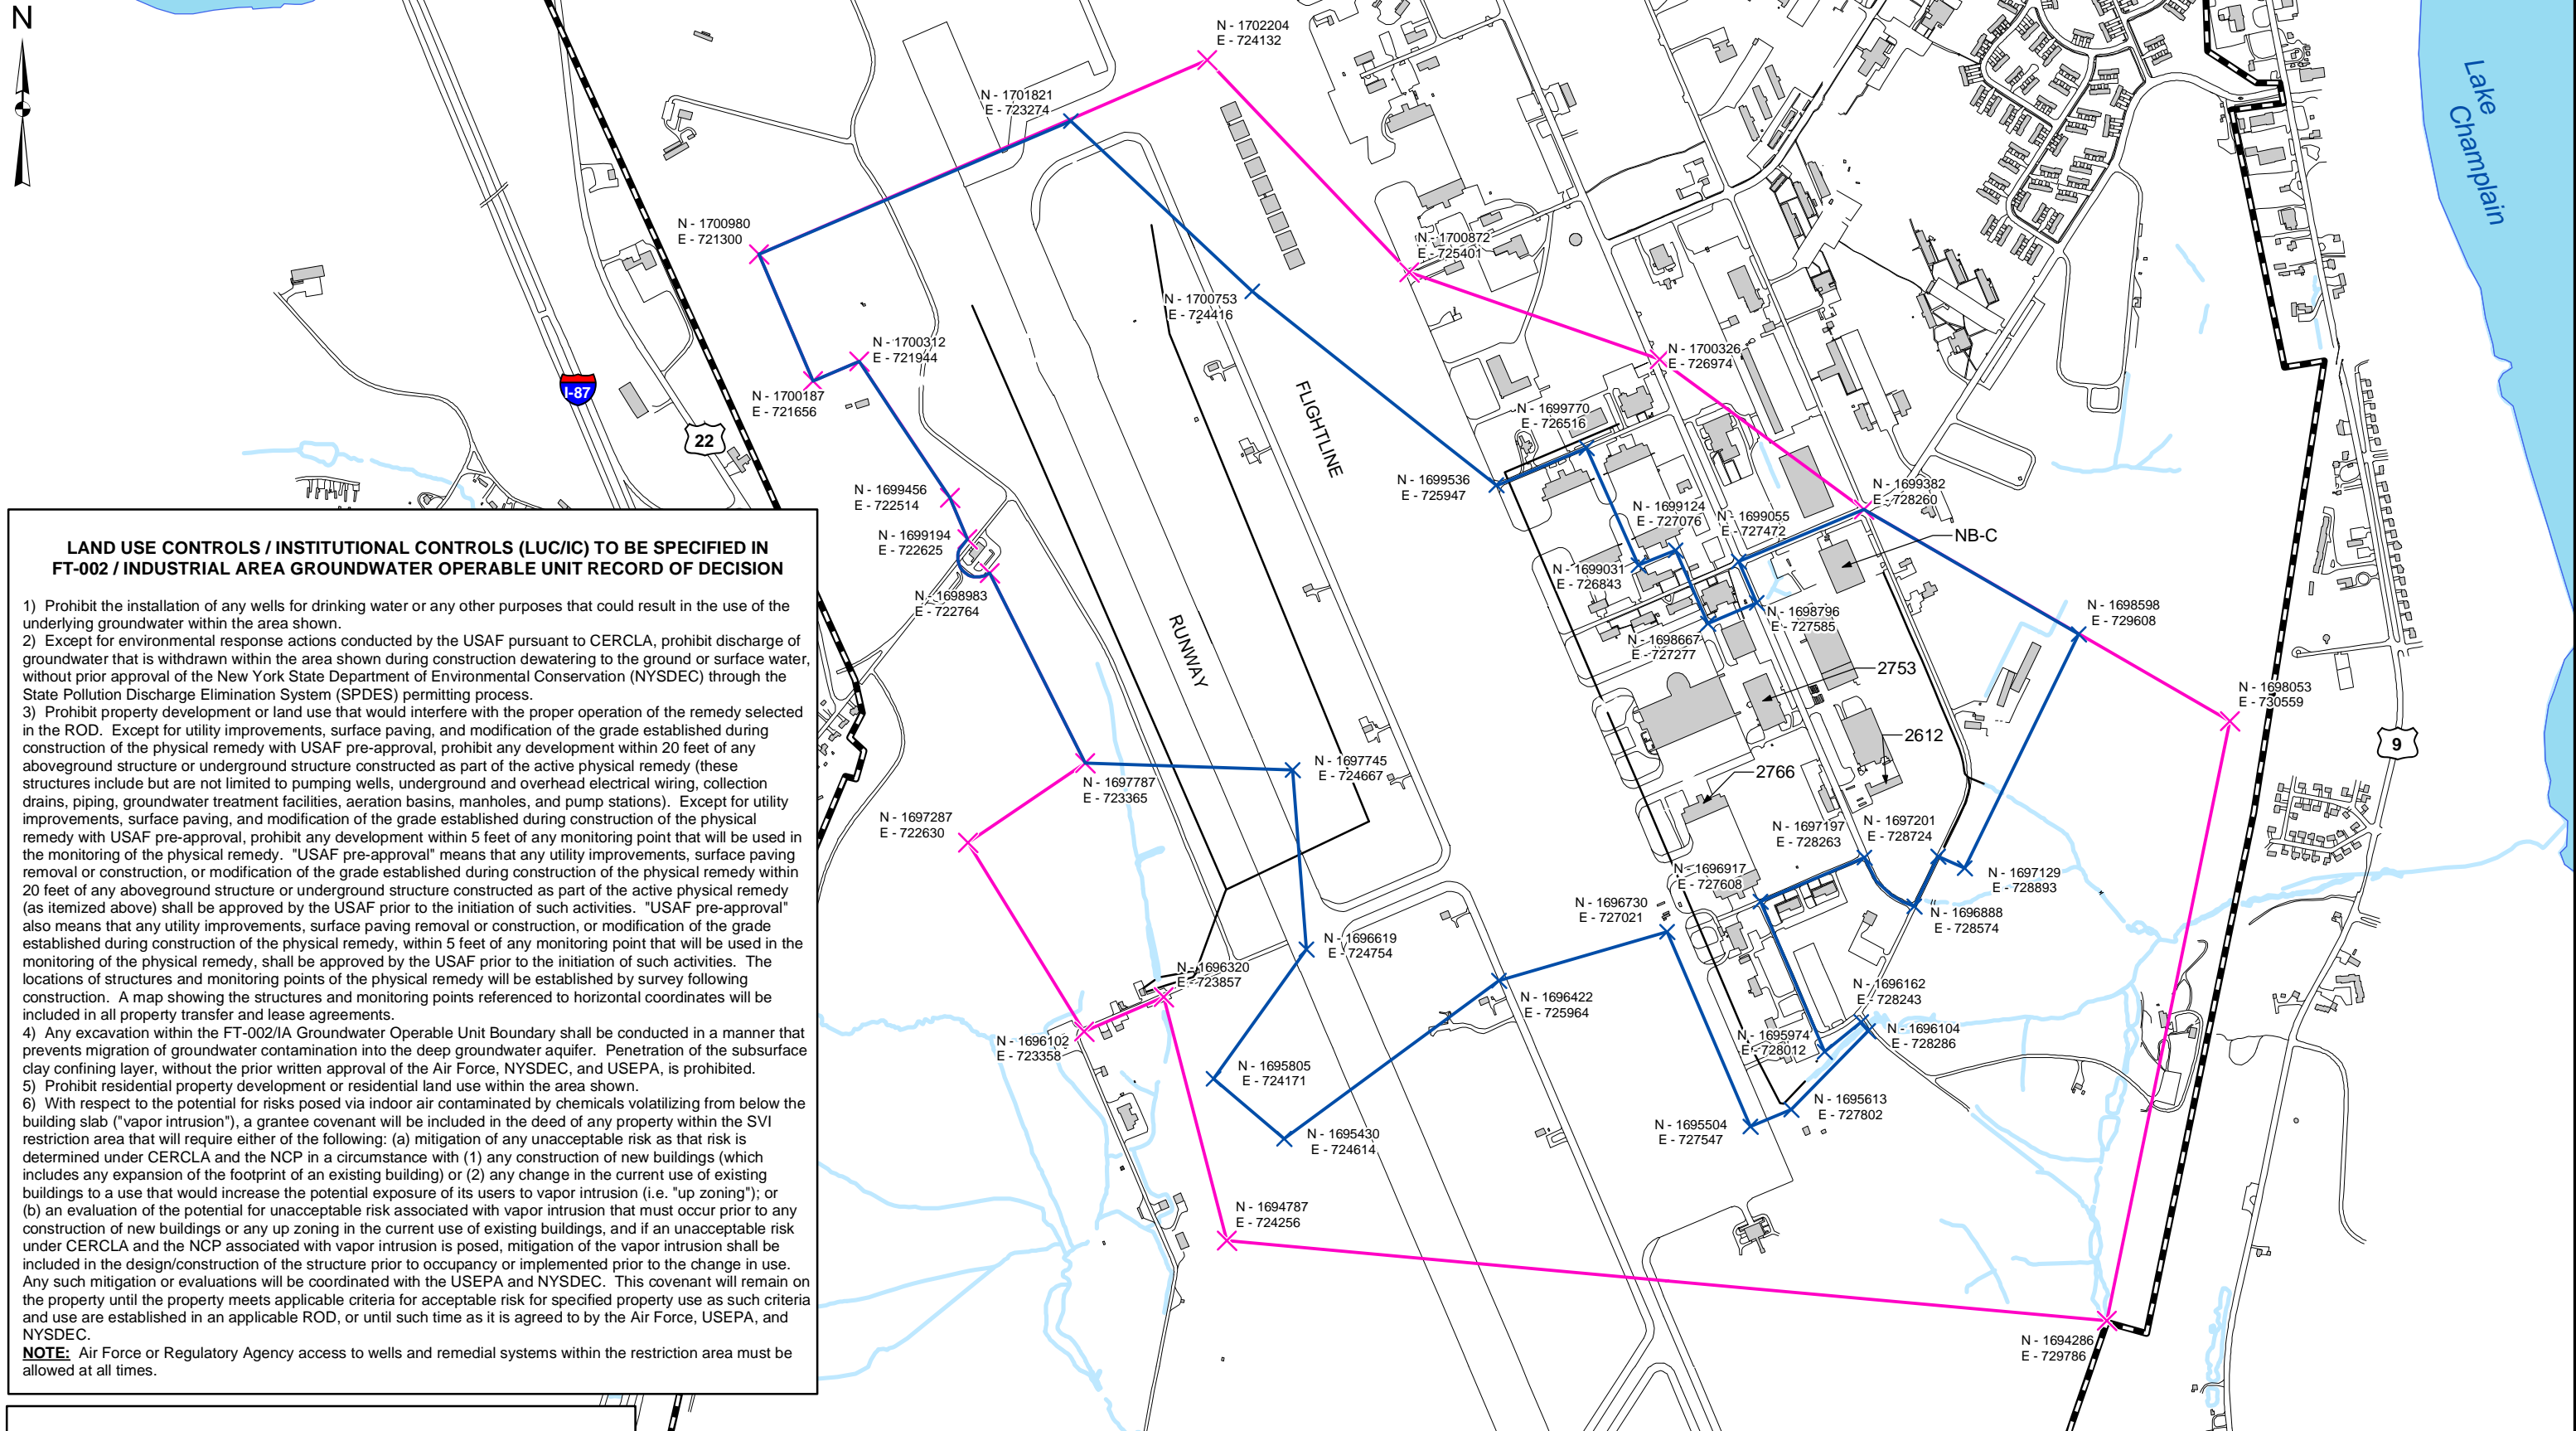 N
N - 1702204
E - 724132
N - 1701821
E - 723274
Lake
Champlain
N - 1700980
E - 721300
N - 1700872
E - 725401
N - 1700753
E - 724416
N - 1700312
E - 721944
N - 1700326
E - 726974
I-87
N - 1700187
E - 721656
FLIGHTLINE
22
N - 1699770
E - 726516
N - 1699536
E - 725947
N - 1699456
E - 722514
N - 1699382
E - 728260
N - 1699124
E - 727076
N - 1699055
E - 727472
NB-C
N - 1699194
E - 722625
N - 1699031
E - 726843
N - 1698983
E - 722764
N - 1698796
E - 727585
N - 1698598
E - 729608
N - 1698667
E - 727277
RUNWAY
2753
N - 1698053
E - 730559
2612
9
N - 1697745
E - 724667
2766
N - 1697787
E - 723365
N - 1697287
E - 722630
N - 1697197
E - 728263
N - 1697201
E - 728724
N - 1696917
E - 727608
N - 1697129
E - 728893
N - 1696730
E - 727021
N - 1696888
E - 728574
N - 1696619
E - 724754
N - 1696320
E - 723857
N - 1696422
E - 725964
N - 1696162
E - 728243
N - 1696102
E - 723358
N - 1695974
E - 728012
N - 1696104
E - 728286
N - 1695805
E - 724171
N - 1695613
E - 727802
N - 1695504
E - 727547
N - 1695430
E - 724614
N - 1694787
E - 724256
N - 1694286
E - 729786
LAND USE CONTROLS / INSTITUTIONAL CONTROLS (LUC/IC) TO BE SPECIFIED IN
FT-002 / INDUSTRIAL AREA GROUNDWATER OPERABLE UNIT RECORD OF DECISION
1) Prohibit the installation of any wells for drinking water or any other purposes that could result in the use of the
underlying groundwater within the area shown.
2) Except for environmental response actions conducted by the USAF pursuant to CERCLA, prohibit discharge of
groundwater that is withdrawn within the area shown during construction dewatering to the ground or surface water,
without prior approval of the New York State Department of Environmental Conservation (NYSDEC) through the
State Pollution Discharge Elimination System (SPDES) permitting process.
3) Prohibit property development or land use that would interfere with the proper operation of the remedy selected
in the ROD. Except for utility improvements, surface paving, and modification of the grade established during
construction of the physical remedy with USAF pre-approval, prohibit any development within 20 feet of any
aboveground structure or underground structure constructed as part of the active physical remedy (these
structures include but are not limited to pumping wells, underground and overhead electrical wiring, collection
drains, piping, groundwater treatment facilities, aeration basins, manholes, and pump stations). Except for utility
improvements, surface paving, and modification of the grade established during construction of the physical
remedy with USAF pre-approval, prohibit any development within 5 feet of any monitoring point that will be used in
the monitoring of the physical remedy. "USAF pre-approval" means that any utility improvements, surface paving
removal or construction, or modification of the grade established during construction of the physical remedy within
20 feet of any aboveground structure or underground structure constructed as part of the active physical remedy
(as itemized above) shall be approved by the USAF prior to the initiation of such activities. "USAF pre-approval"
also means that any utility improvements, surface paving removal or construction, or modification of the grade
established during construction of the physical remedy, within 5 feet of any monitoring point that will be used in the
monitoring of the physical remedy, shall be approved by the USAF prior to the initiation of such activities. The
locations of structures and monitoring points of the physical remedy will be established by survey following
construction. A map showing the structures and monitoring points referenced to horizontal coordinates will be
included in all property transfer and lease agreements.
4) Any excavation within the FT-002/IA Groundwater Operable Unit Boundary shall be conducted in a manner that
prevents migration of groundwater contamination into the deep groundwater aquifer. Penetration of the subsurface
clay confining layer, without the prior written approval of the Air Force, NYSDEC, and USEPA, is prohibited.
5) Prohibit residential property development or residential land use within the area shown.
6) With respect to the potential for risks posed via indoor air contaminated by chemicals volatilizing from below the
building slab ("vapor intrusion"), a grantee covenant will be included in the deed of any property within the SVI
restriction area that will require either of the following: (a) mitigation of any unacceptable risk as that risk is
determined under CERCLA and the NCP in a circumstance with (1) any construction of new buildings (which
includes any expansion of the footprint of an existing building) or (2) any change in the current use of existing
buildings to a use that would increase the potential exposure of its users to vapor intrusion (i.e. "up zoning"); or
(b) an evaluation of the potential for unacceptable risk associated with vapor intrusion that must occur prior to any
construction of new buildings or any up zoning in the current use of existing buildings, and if an unacceptable risk
under CERCLA and the NCP associated with vapor intrusion is posed, mitigation of the vapor intrusion shall be
included in the design/construction of the structure prior to occupancy or implemented prior to the change in use.
Any such mitigation or evaluations will be coordinated with the USEPA and NYSDEC. This covenant will remain on
the property until the property meets applicable criteria for acceptable risk for specified property use as such criteria
and use are established in an applicable ROD, or until such time as it is agreed to by the Air Force, USEPA, and
NYSDEC.
NOTE: Air Force or Regulatory Agency access to wells and remedial systems within the restriction area must be
allowed at all times.